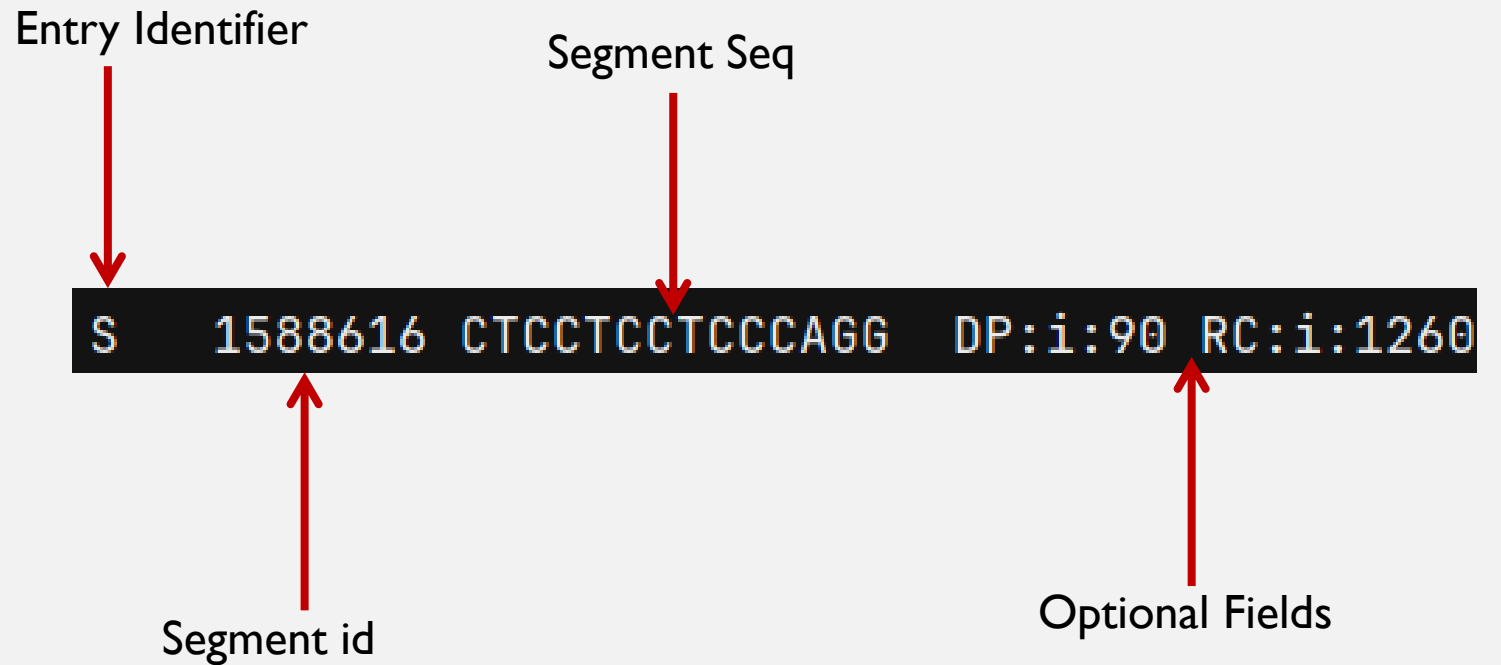 Entry Identifier
Segment Seq
S 1588616 CTCCTCCTCCCAGG DP:i:90 RC:i:1260
Segment id
Optional Fields